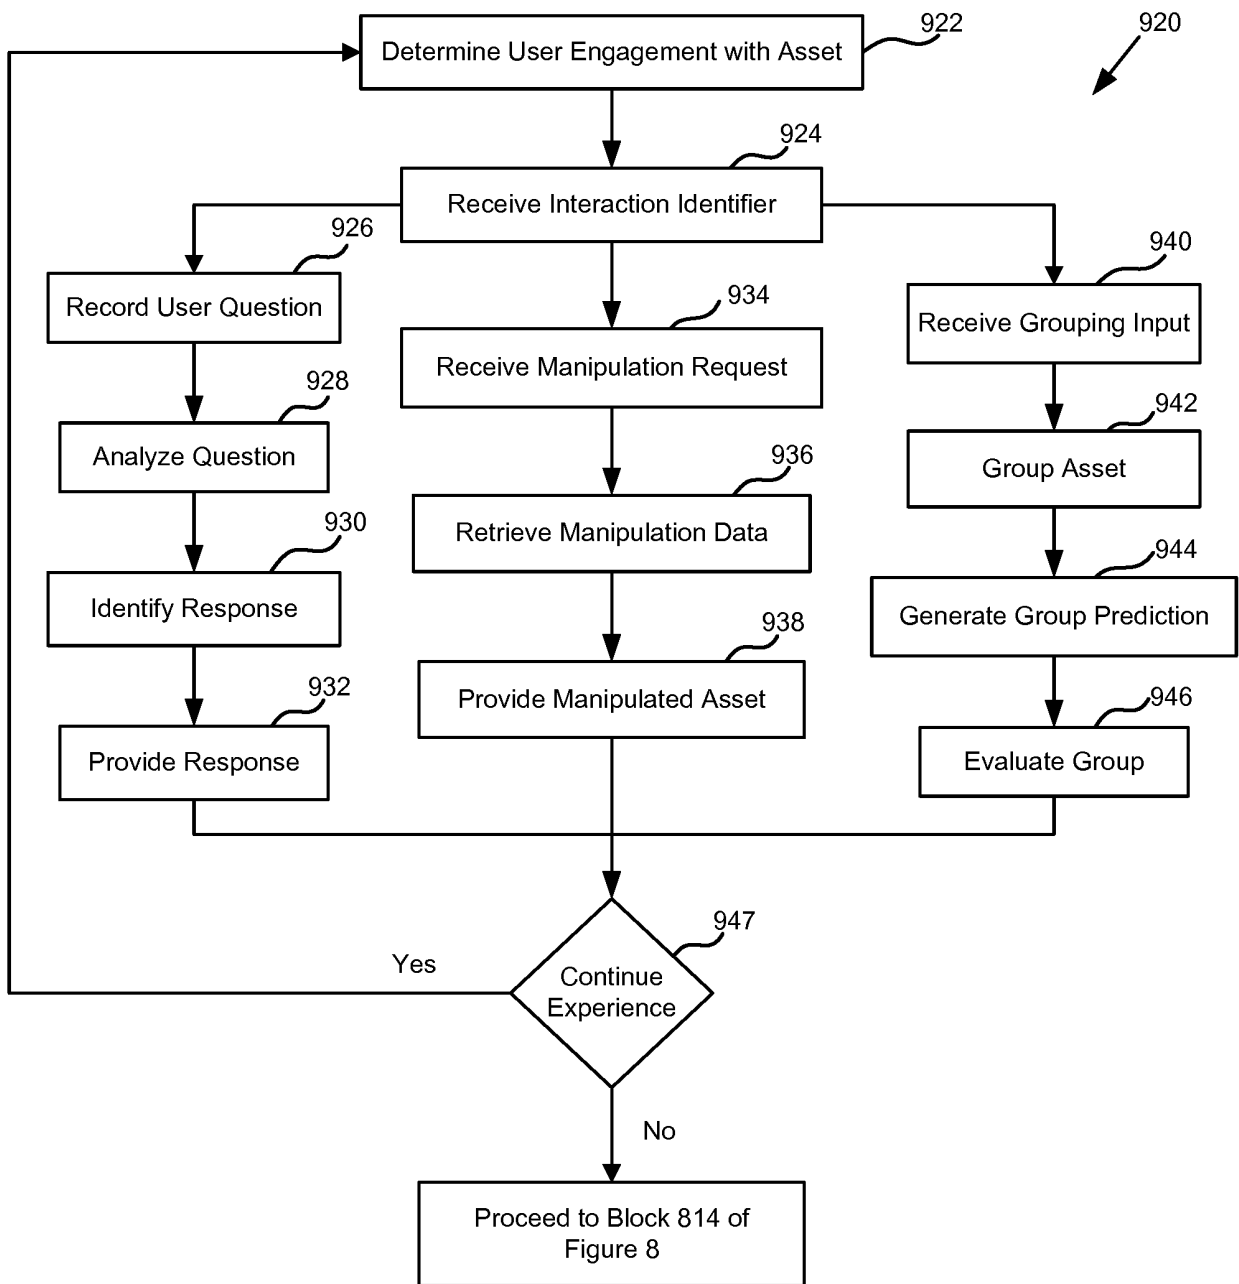 922
920
Determine User Engagement with Asset
924
Receive Interaction Identifier
926
Record User Question
928
Analyze Question
930
Identify Response
932
Provide Response
934
Receive Manipulation Request
936
Retrieve Manipulation Data
938
Provide Manipulated Asset
940
Receive Grouping Input
942
Group Asset
944
Generate Group Prediction
946
Evaluate Group
947
Continue
Experience
Yes
No
Proceed to Block 814 of
Figure 8